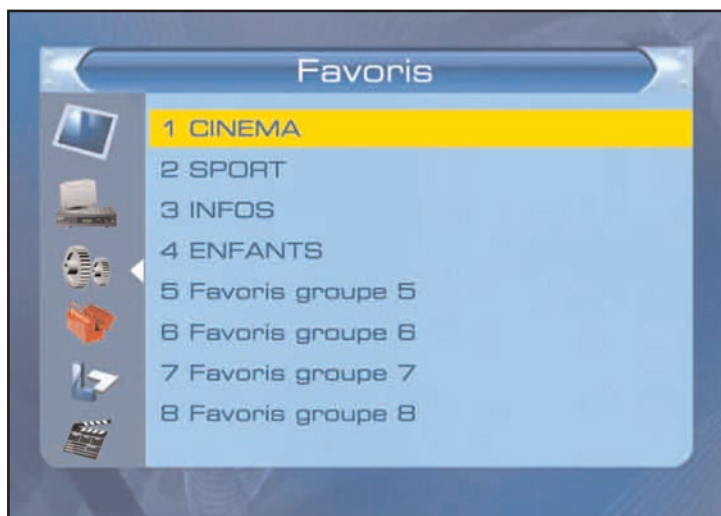 Favoris
1 CINEMA
2 SPORT
3 INFOS
4 ENFANTS
5 Favoris groupe 5
6 Favoris groupe 6
7 Favoris groupe 7
8 Favoris groupe 8